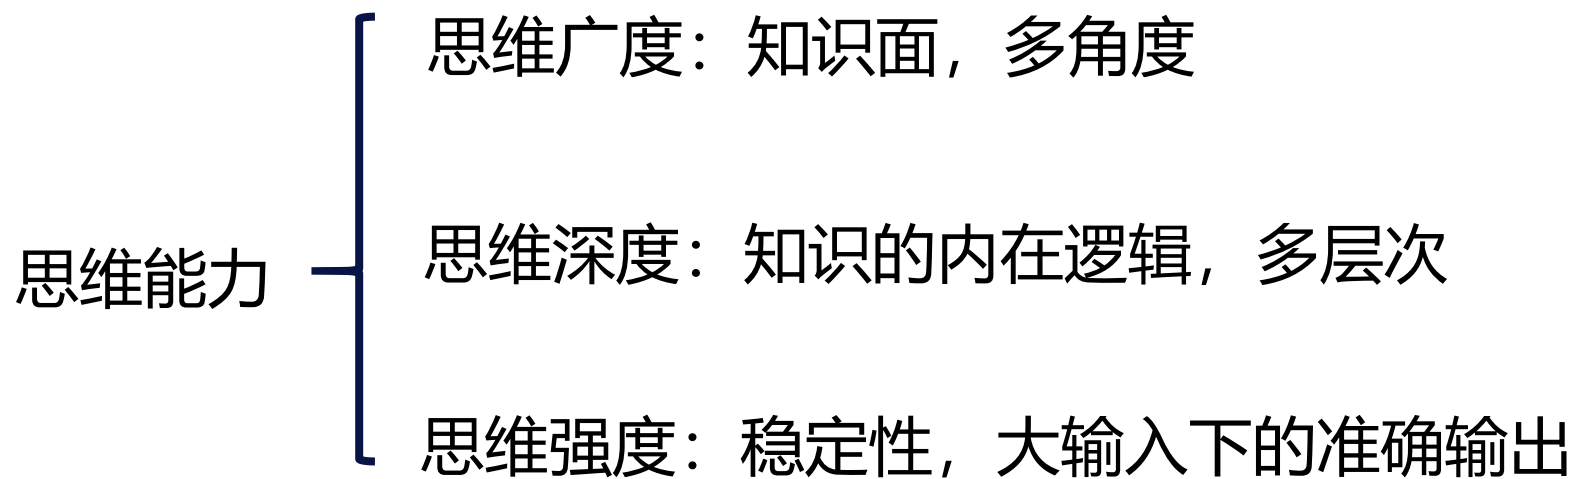 思维广度：知识面，多角度
思维能力
思维深度：知识的内在逻辑，多层次
思维强度：稳定性，大输入下的准确输出